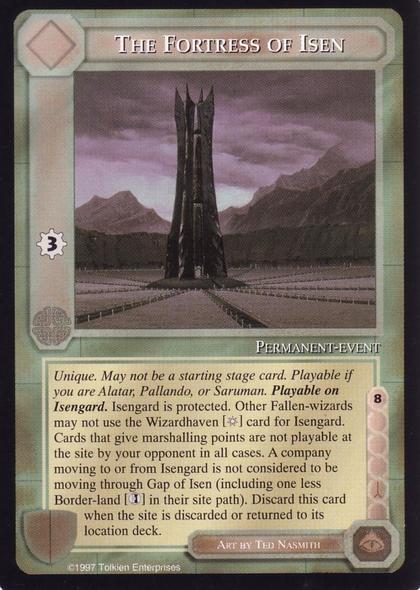 THE FORTRESS OF ISEN
3
PERMANENT-EVENT
Unique. May not be a starting stage card. Playable if
you are Alatar, Pallando, or Saruman. Playable on
Isengard. Isengard is protected. Other Fallen-wizards
may not use the Wizardhaven [ ] card for Isengard.
Cards that give marshalling points are not playable
at the site by your opponent in all cases. A company
moving to or from Isengard is not considered to be
moving through Gap of Isen (including one less
Border-land [ ] in their site path). Discard this card
when the site is discarded or returned to its
location deck.
8
ART BY TED NASMITH
©1997 Tolkien Enterprises